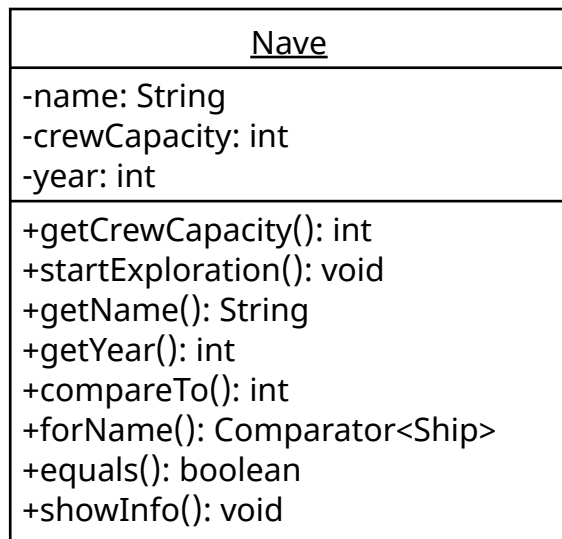 Nave
-name: String
-crewCapacity: int
-year: int
+getCrewCapacity(): int
+startExploration(): void
+getName(): String
+getYear(): int
+compareTo(): int
+forName(): Comparator<Ship>
+equals(): boolean
+showInfo(): void